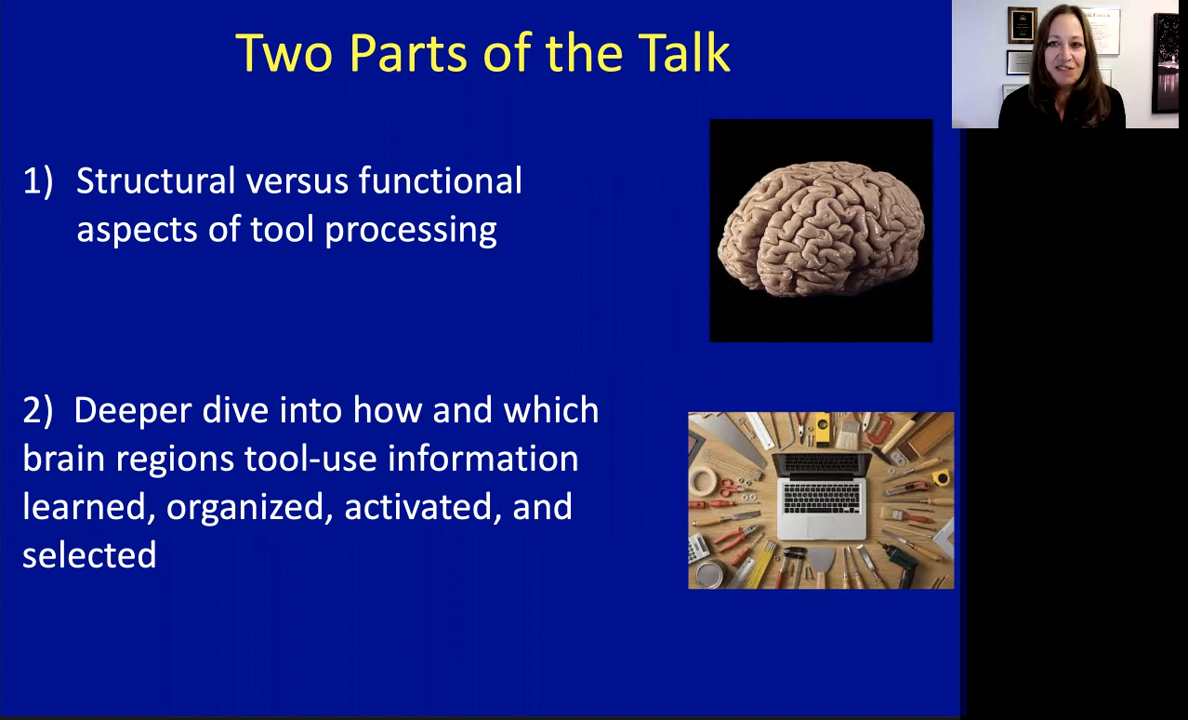 Two Parts of the Talk
1) Structural versus functional
aspects of tool processing
2) Deeper dive into how and which
brain regions tool-use information
learned, organized, activated, and
selected